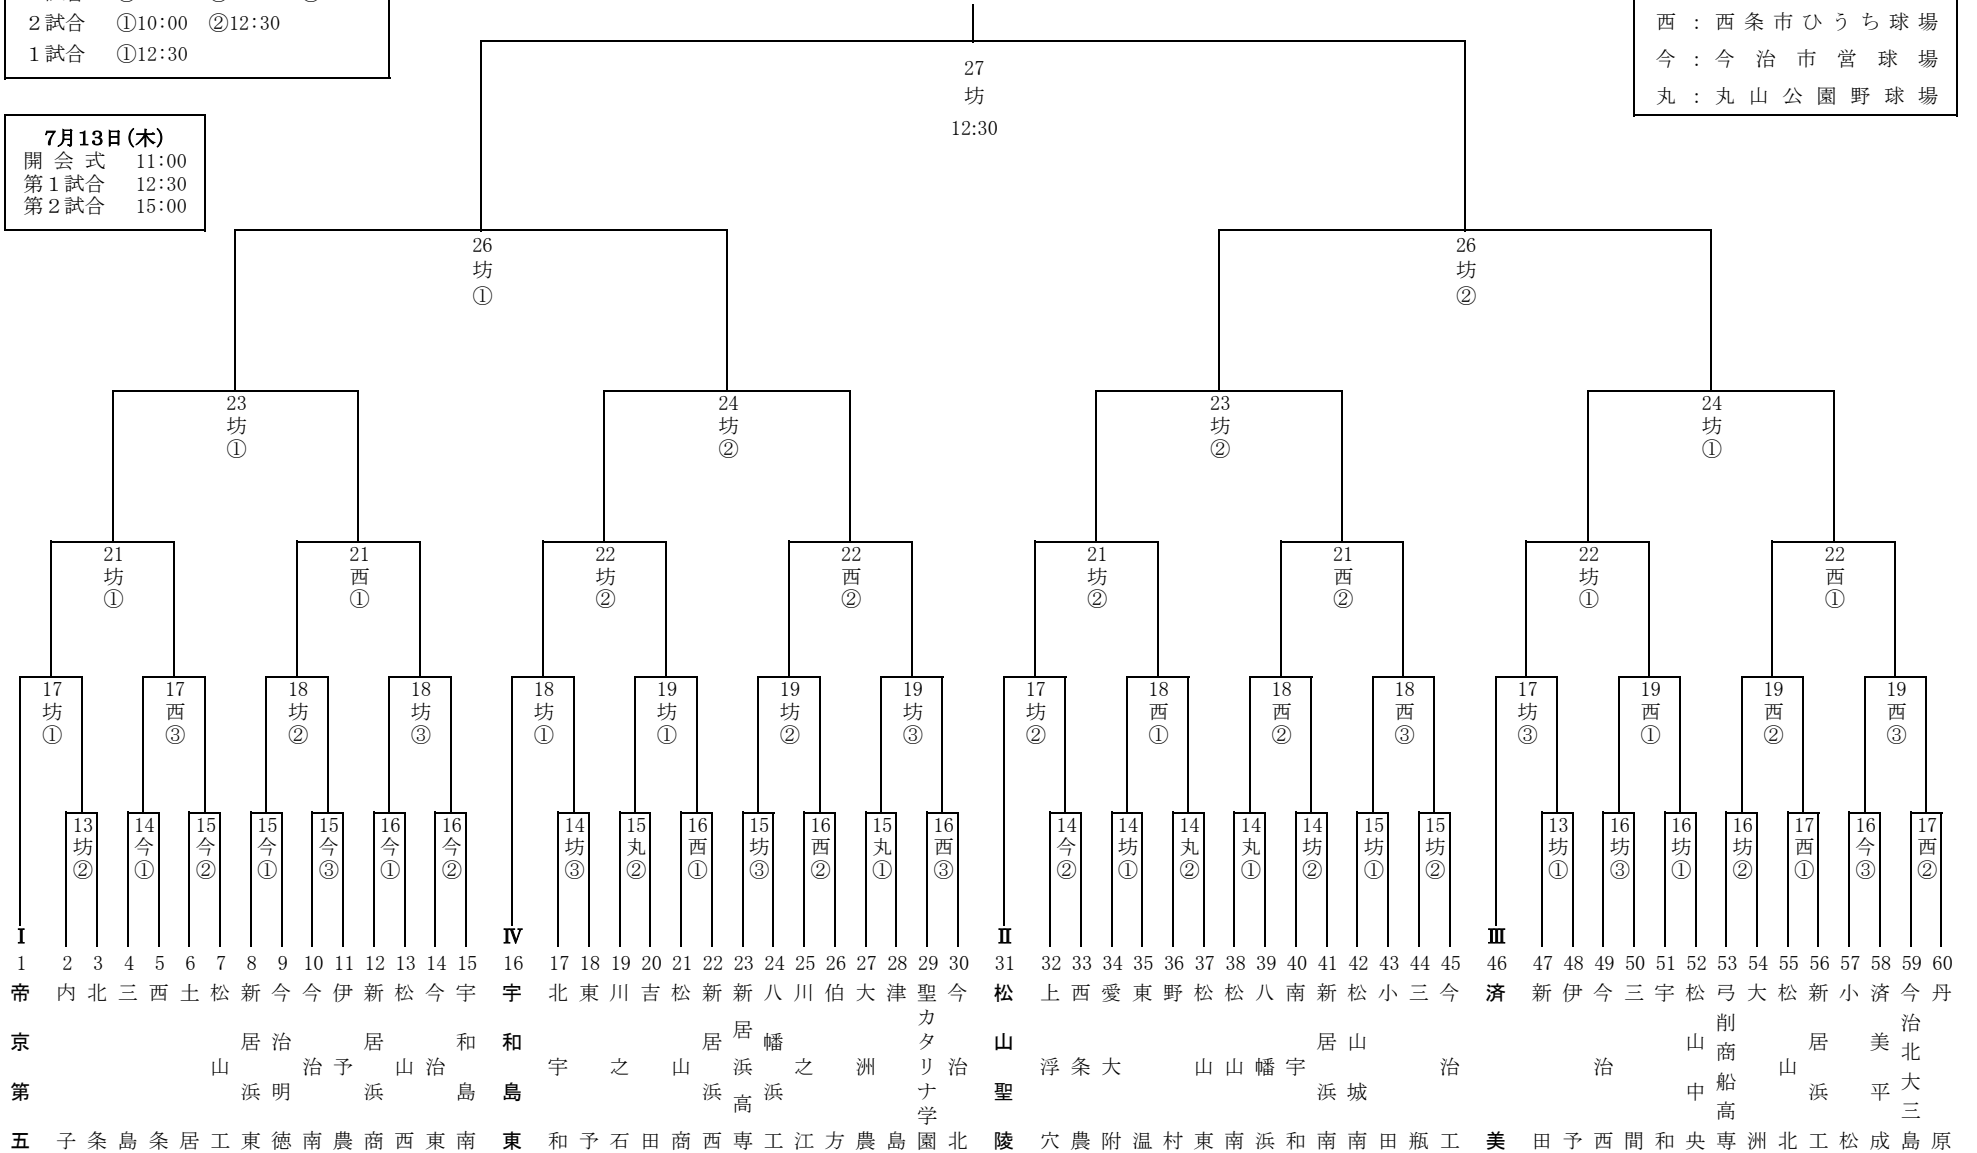 ２試合 ①10:00 ②12:30
１試合 ①12:30
西 : 西条市ひうち球場
今 : 今治市営球場
丸 : 丸山公園野球場
7月13日(木)
開会式 11:00
第１試合 12:30
第２試合 15:00
27
坊
12:30
26 坊 ①
26 坊 ②
23 坊 ①
24 坊 ②
23 坊 ②
24 坊 ①
21 坊 ①
21 西 ①
22 坊 ②
22 西 ②
21 坊 ②
21 西 ②
22 坊 ①
22 西 ①
17 坊 ①
17 西 ③
18 坊 ②
18 坊 ③
18 坊 ①
19 坊 ①
19 坊 ②
19 坊 ③
17 坊 ②
18 西 ①
18 西 ②
18 西 ③
17 坊 ③
19 西 ①
19 西 ②
19 西 ③
13 坊 ②
14 今 ①
15 今 ②
15 今 ①
15 今 ③
16 今 ①
16 今 ②
14 坊 ③
15 丸 ②
16 西 ①
15 坊 ③
16 西 ②
15 丸 ①
16 西 ③
14 今 ②
14 坊 ①
14 丸 ②
14 丸 ①
14 坊 ②
15 坊 ①
15 坊 ②
13 坊 ①
16 坊 ③
16 坊 ①
16 坊 ②
17 西 ①
16 今 ③
17 西 ②
Ⅰ 1 帝京第五
2 内子
3 北条
4 三島
5 西条
6 土居
7 松山工
8 新居浜東
9 今治明徳
10 今治南
11 伊予農
12 新居浜商
13 松山西
14 今治東
15 宇和島南
Ⅳ 16 宇和島東
17 北宇和
18 東予
19 川之石
20 吉田
21 松山商
22 新居浜西
23 新居浜高専
24 八幡浜工
25 川之江
26 伯方
27 大洲農
28 津島
29 聖カタリナ学園
30 今治北
Ⅱ 31 松山聖陵
32 上浮穴
33 西条農
34 愛大附
35 東温
36 野村
37 松山東
38 松山南
39 八幡浜
40 南宇和
41 新居浜南
42 松山城南
43 小田
44 三瓶
45 今治工
Ⅲ 46 済美
47 新田
48 伊予
49 今治西
50 三間
51 宇和
52 松山中央
53 弓削商船高専
54 大洲
55 松山北
56 新居浜工
57 小松
58 済美平成
59 今治北大三島
60 丹原